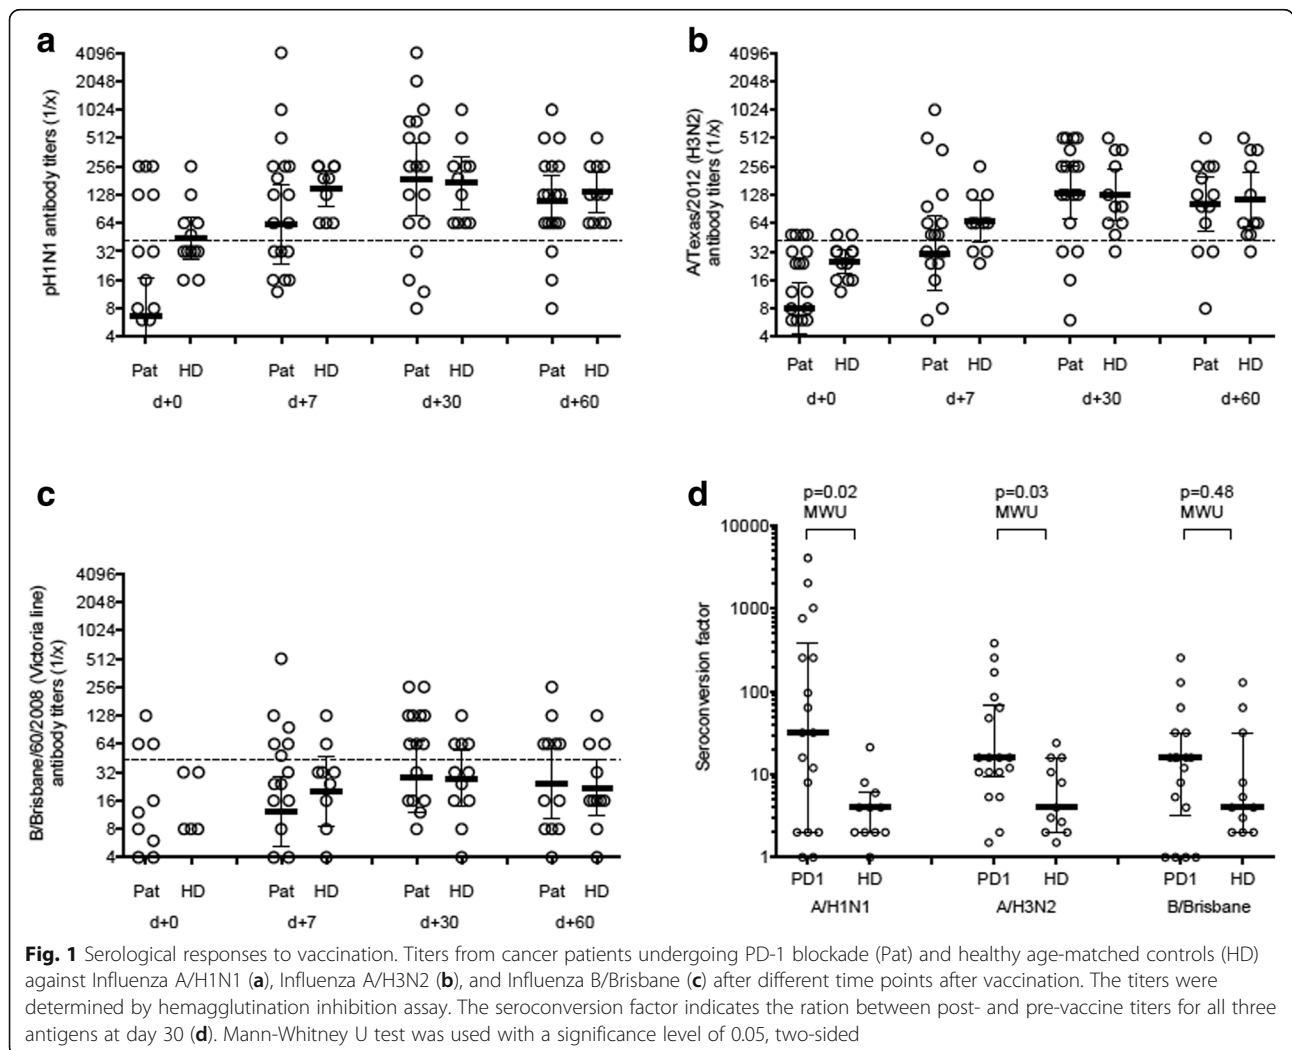 a
pH1N1 antibody titers (1/x)
4096
2048
1024
512
256
128
64
32
16
8
4
Pat HD Pat HD Pat HD Pat HD
d+0 d+7 d+30 d+60
b
A/Texas/2012 (H3N2)
antibody titers (1/x)
4096
2048
1024
512
256
128
64
32
16
8
4
Pat HD Pat HD Pat HD Pat HD
d+0 d+7 d+30 d+60
c
B/Brisbane/60/2008 (Victoria line)
antibody titers (1/x)
4096
2048
1024
512
256
128
64
32
16
8
4
Pat HD Pat HD Pat HD Pat HD
d+0 d+7 d+30 d+60
d
p=0.02 p=0.03 p=0.48
MWU MWU MWU
Seroconversion factor
10000
1000
100
10
1
PD1 HD PD1 HD PD1 HD
A/H1N1 A/H3N2 B/Brisbane
Fig. 1 Serological responses to vaccination. Titers from cancer patients undergoing PD-1 blockade (Pat) and healthy age-matched controls (HD)
against Influenza A/H1N1 (a), Influenza A/H3N2 (b), and Influenza B/Brisbane (c) after different time points after vaccination. The titers were
determined by hemagglutination inhibition assay. The seroconversion factor indicates the ration between post- and pre-vaccine titers for all three
antigens at day 30 (d). Mann-Whitney U test was used with a significance level of 0.05, two-sided